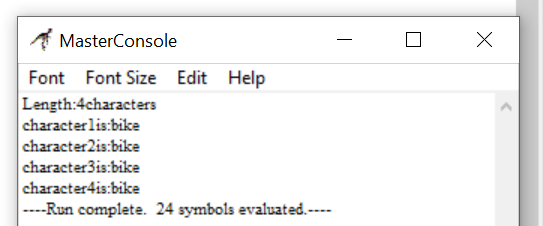 MasterConsole
Font Font Size Edit Help
Length:4characters
character1is:bike
character2is:bike
character3is:bike
character4is:bike
----Run complete.  24 symbols evaluated.----